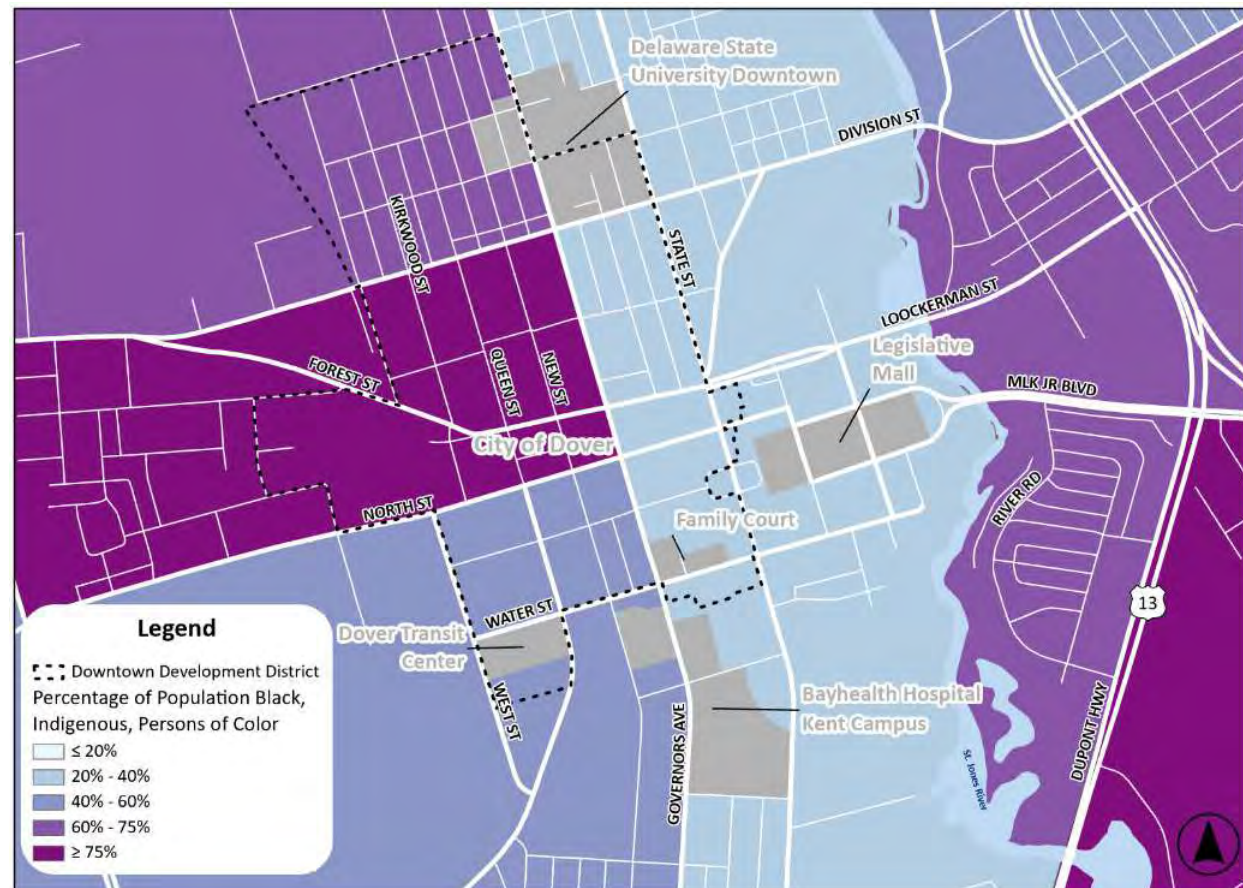 Delaware State
University Downtown
DIVISION ST
KIRKWOOD ST
STATE ST
LOOCKERMAN ST
Legislative
Mall
MLK JR BLVD
FOREST ST
QUEEN ST
NEW ST
City of Dover
NORTH ST
RIVER RD
Family Court
13
WATER ST
Dover Transit
Center
WEST ST
GOVERNORS AVE
Bayhealth Hospital
Kent Campus
DUPONT HWY
St. Jones River
Legend
Downtown Development District
Percentage of Population Black,
Indigenous, Persons of Color
≤ 20%
20% - 40%
40% - 60%
60% - 75%
≥ 75%